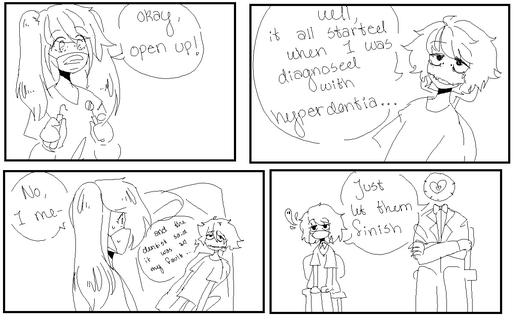 okay,
open up!
well,
it all started
when I was
diagnosed
with
hyperdontia...
No,
I me-
and the
dentist said
it was all
my fault...
Just
let them
finish